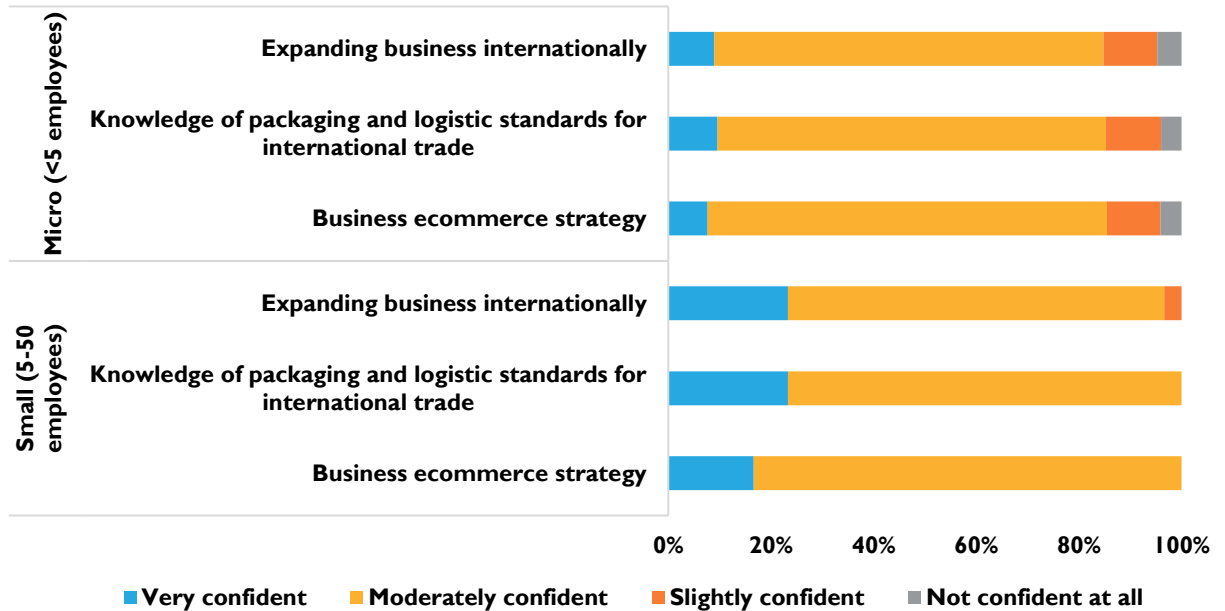 Micro (<5 employees)
Expanding business internationally
Knowledge of packaging and logistic standards for
international trade
Business ecommerce strategy
Small (5-50
employees)
Expanding business internationally
Knowledge of packaging and logistic standards for
international trade
Business ecommerce strategy
0% 20% 40% 60% 80% 100%
Very confident Moderately confident Slightly confident Not confident at all